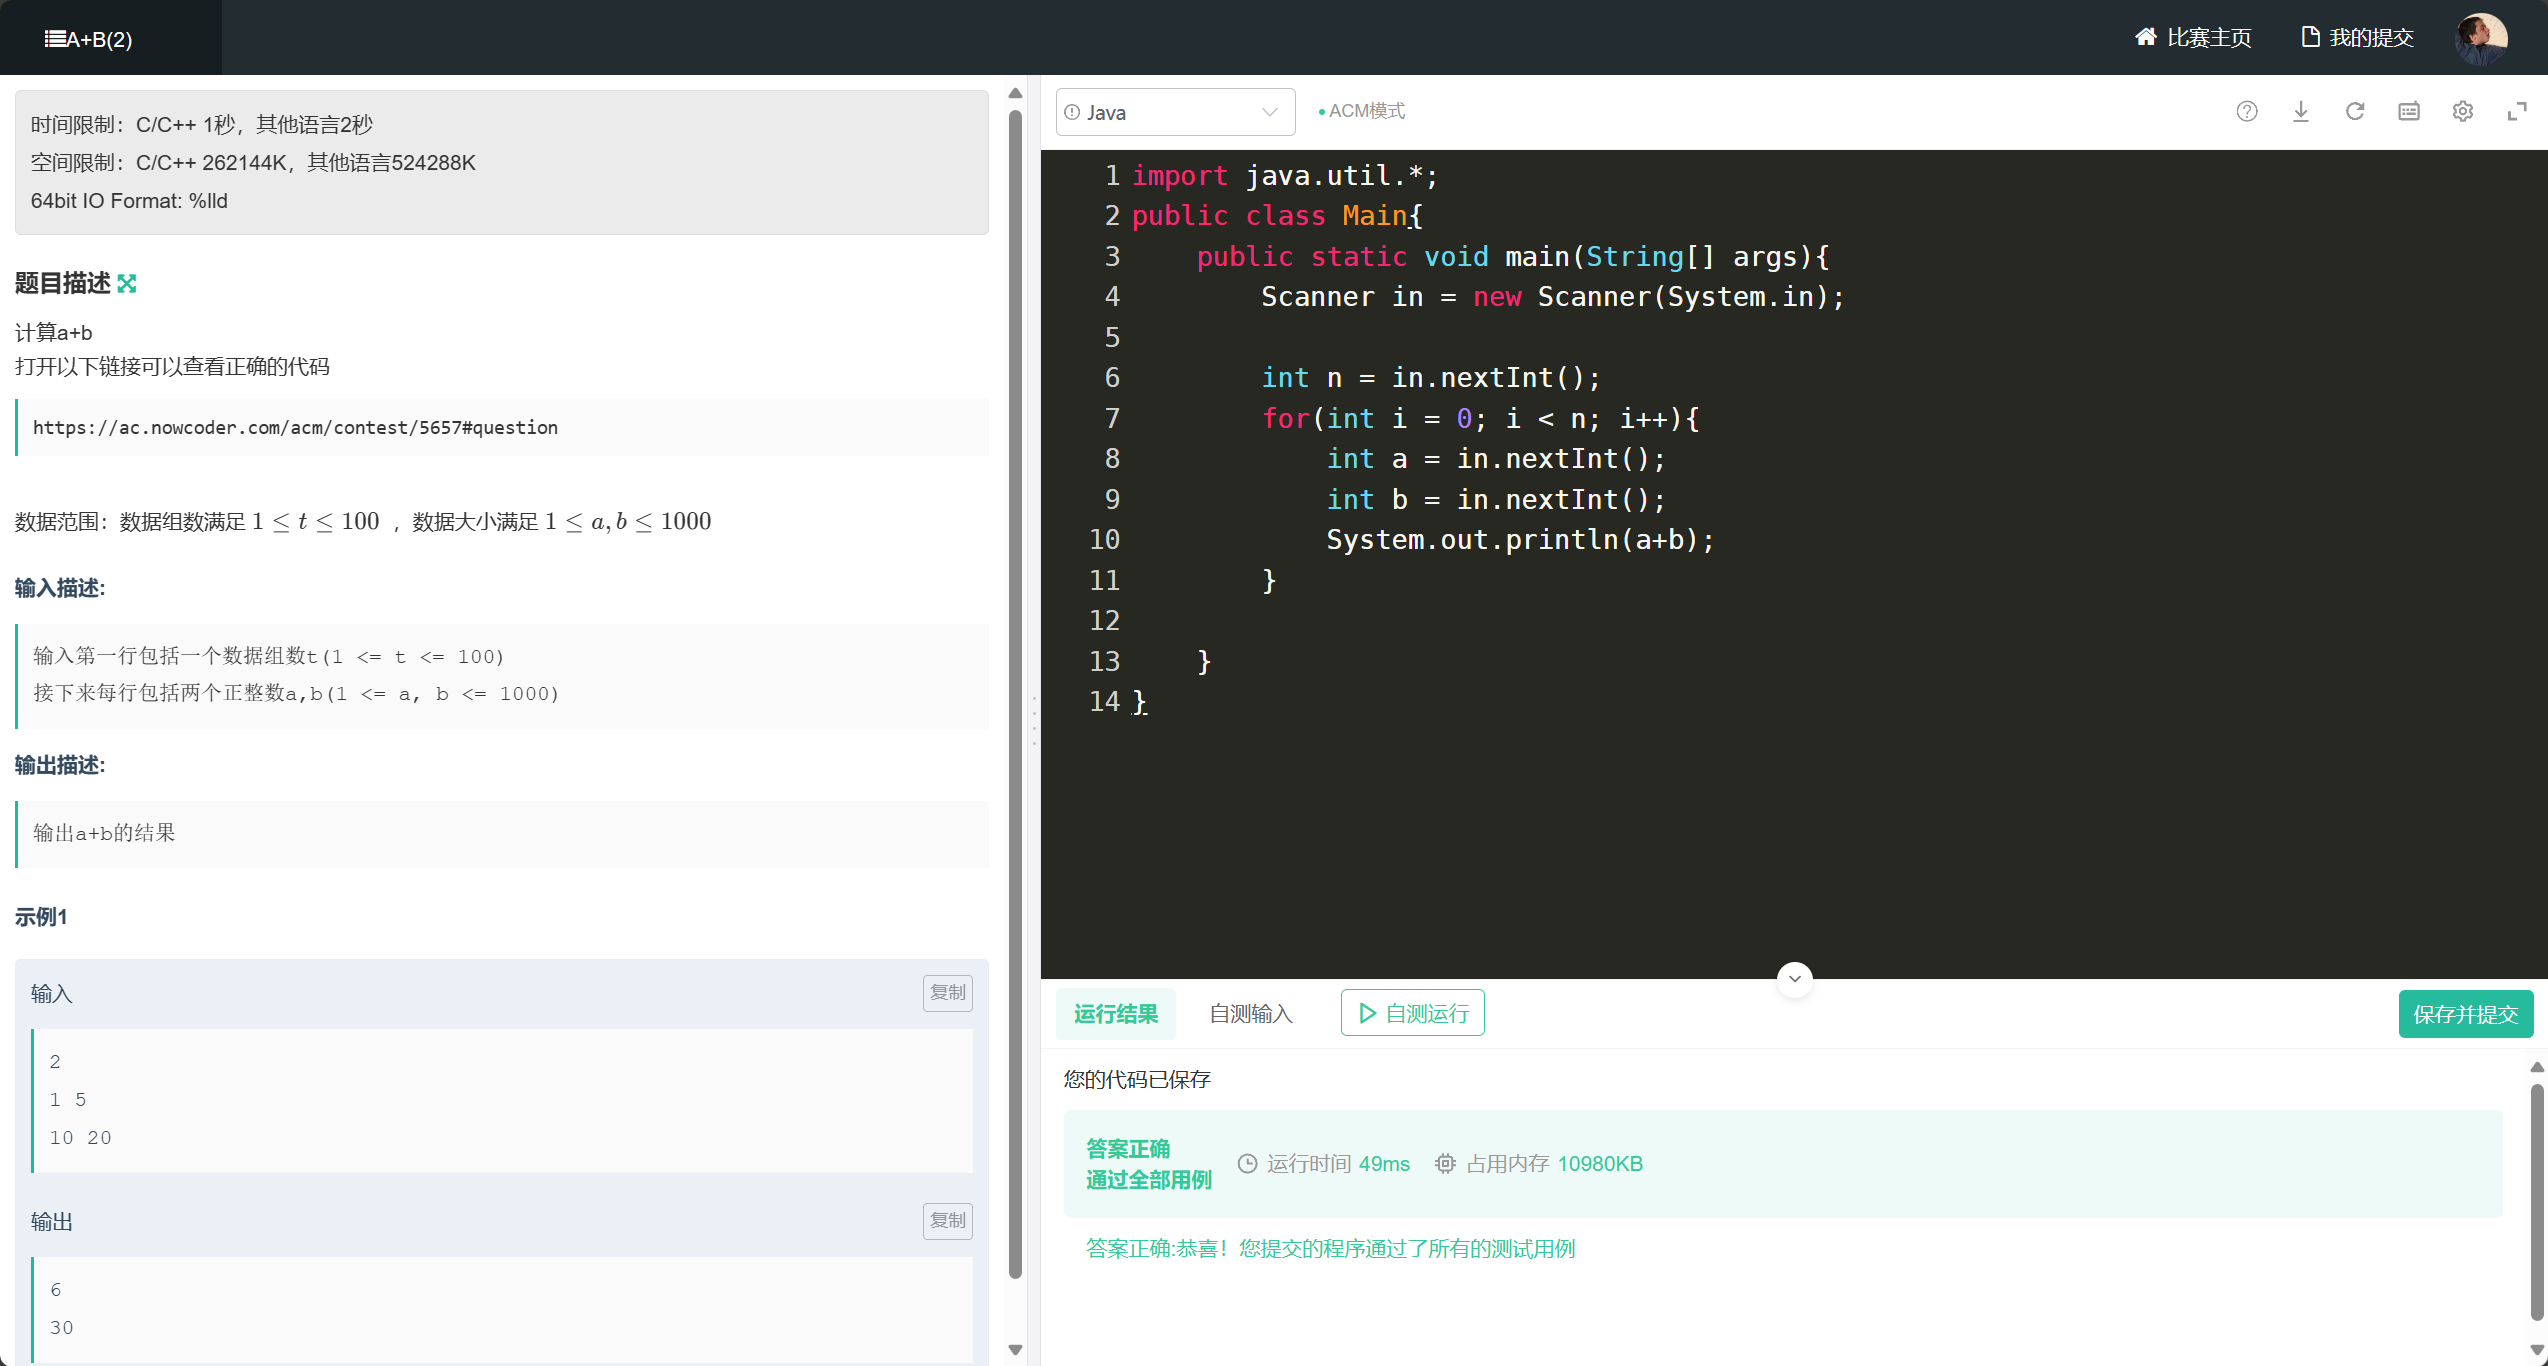 A+B(2)
比赛主页
我的提交
时间限制：C/C++ 1秒，其他语言2秒
空间限制：C/C++ 262144K，其他语言524288K
64bit IO Format: %lld
题目描述
计算a+b
打开以下链接可以查看正确的代码
https://ac.nowcoder.com/acm/contest/5657#question
数据范围：数据组数满足 1 ≤ t ≤ 100 ，数据大小满足 1 ≤ a, b ≤ 1000
输入描述:
输入第一行包括一个数据组数t(1 <= t <= 100)
接下来每行包括两个正整数a,b(1 <= a, b <= 1000)
输出描述:
输出a+b的结果
示例1
输入
复制
2
1 5
10 20
输出
复制
6
30
Java
ACM模式
1 import java.util.*;
2 public class Main{
3     public static void main(String[] args){
4         Scanner in = new Scanner(System.in);
5
6         int n = in.nextInt();
7         for(int i = 0; i < n; i++){
8             int a = in.nextInt();
9             int b = in.nextInt();
10             System.out.println(a+b);
11         }
12
13     }
14 }
运行结果
自测输入
自测运行
保存并提交
您的代码已保存
答案正确
通过全部用例
运行时间 49ms
占用内存 10980KB
答案正确:恭喜！您提交的程序通过了所有的测试用例